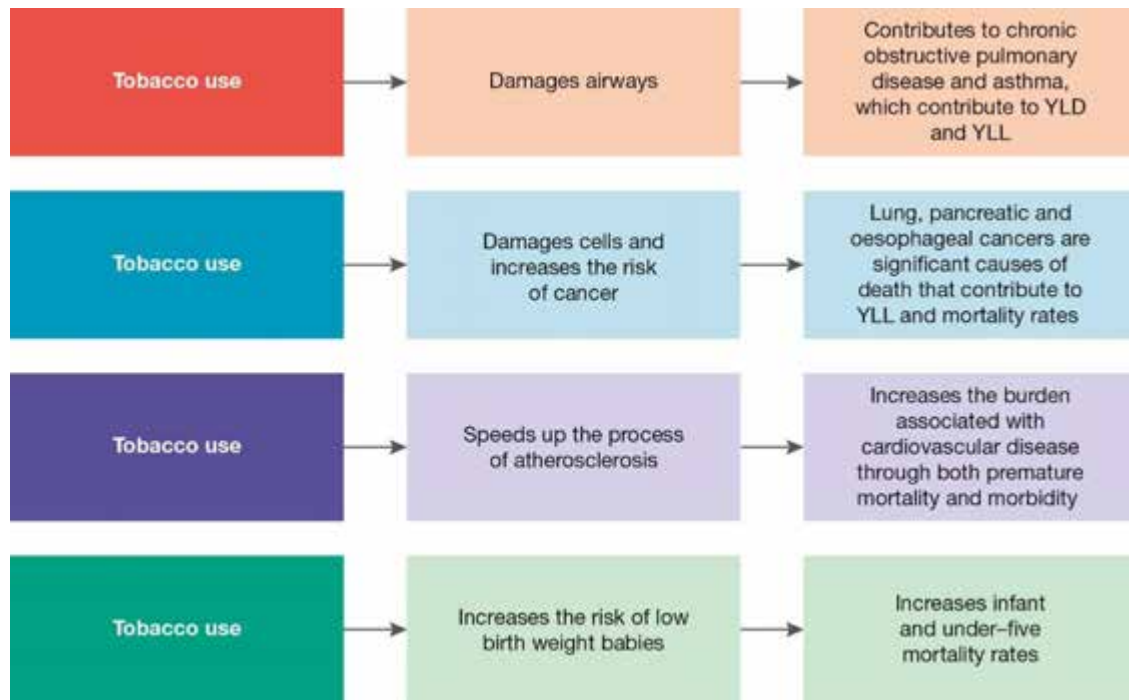 Tobacco use
Damages airways
Contributes to chronic
obstructive pulmonary
disease and asthma,
which contribute to YLD
and YLL
Tobacco use
Damages cells and
increases the risk
of cancer
Lung, pancreatic and
oesophageal cancers are
significant causes of
death that contribute to
YLL and mortality rates
Tobacco use
Speeds up the process
of atherosclerosis
Increases the burden
associated with
cardiovascular disease
through both premature
mortality and morbidity
Tobacco use
Increases the risk of low
birth weight babies
Increases infant
and under–five
mortality rates